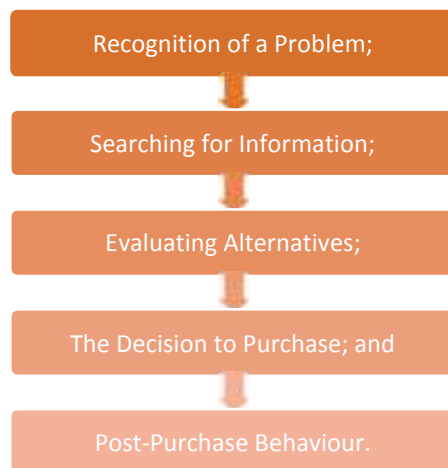 Recognition of a Problem;
Searching for Information;
Evaluating Alternatives;
The Decision to Purchase; and
Post-Purchase Behaviour.